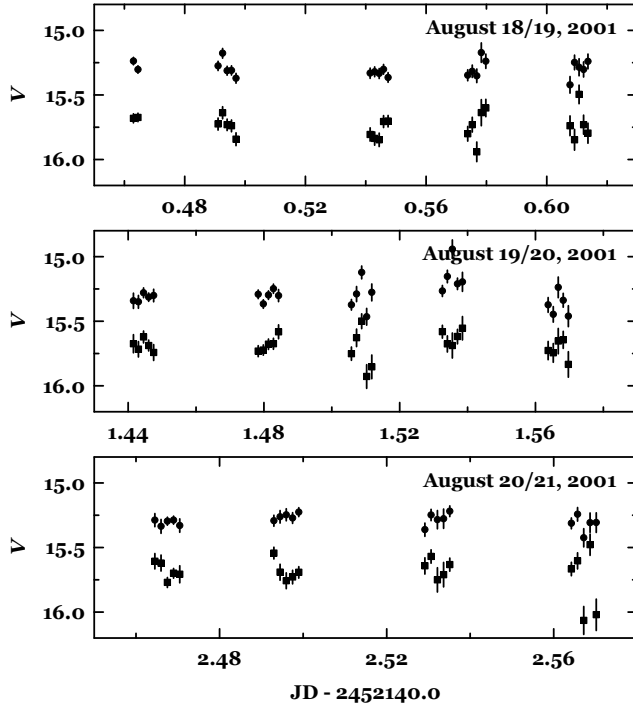 August 18/19, 2001
15.0
15.5
16.0
V
0.48 0.52 0.56 0.60
August 19/20, 2001
15.0
15.5
16.0
V
1.44 1.48 1.52 1.56
August 20/21, 2001
15.0
15.5
16.0
V
2.48 2.52 2.56
JD - 2452140.0